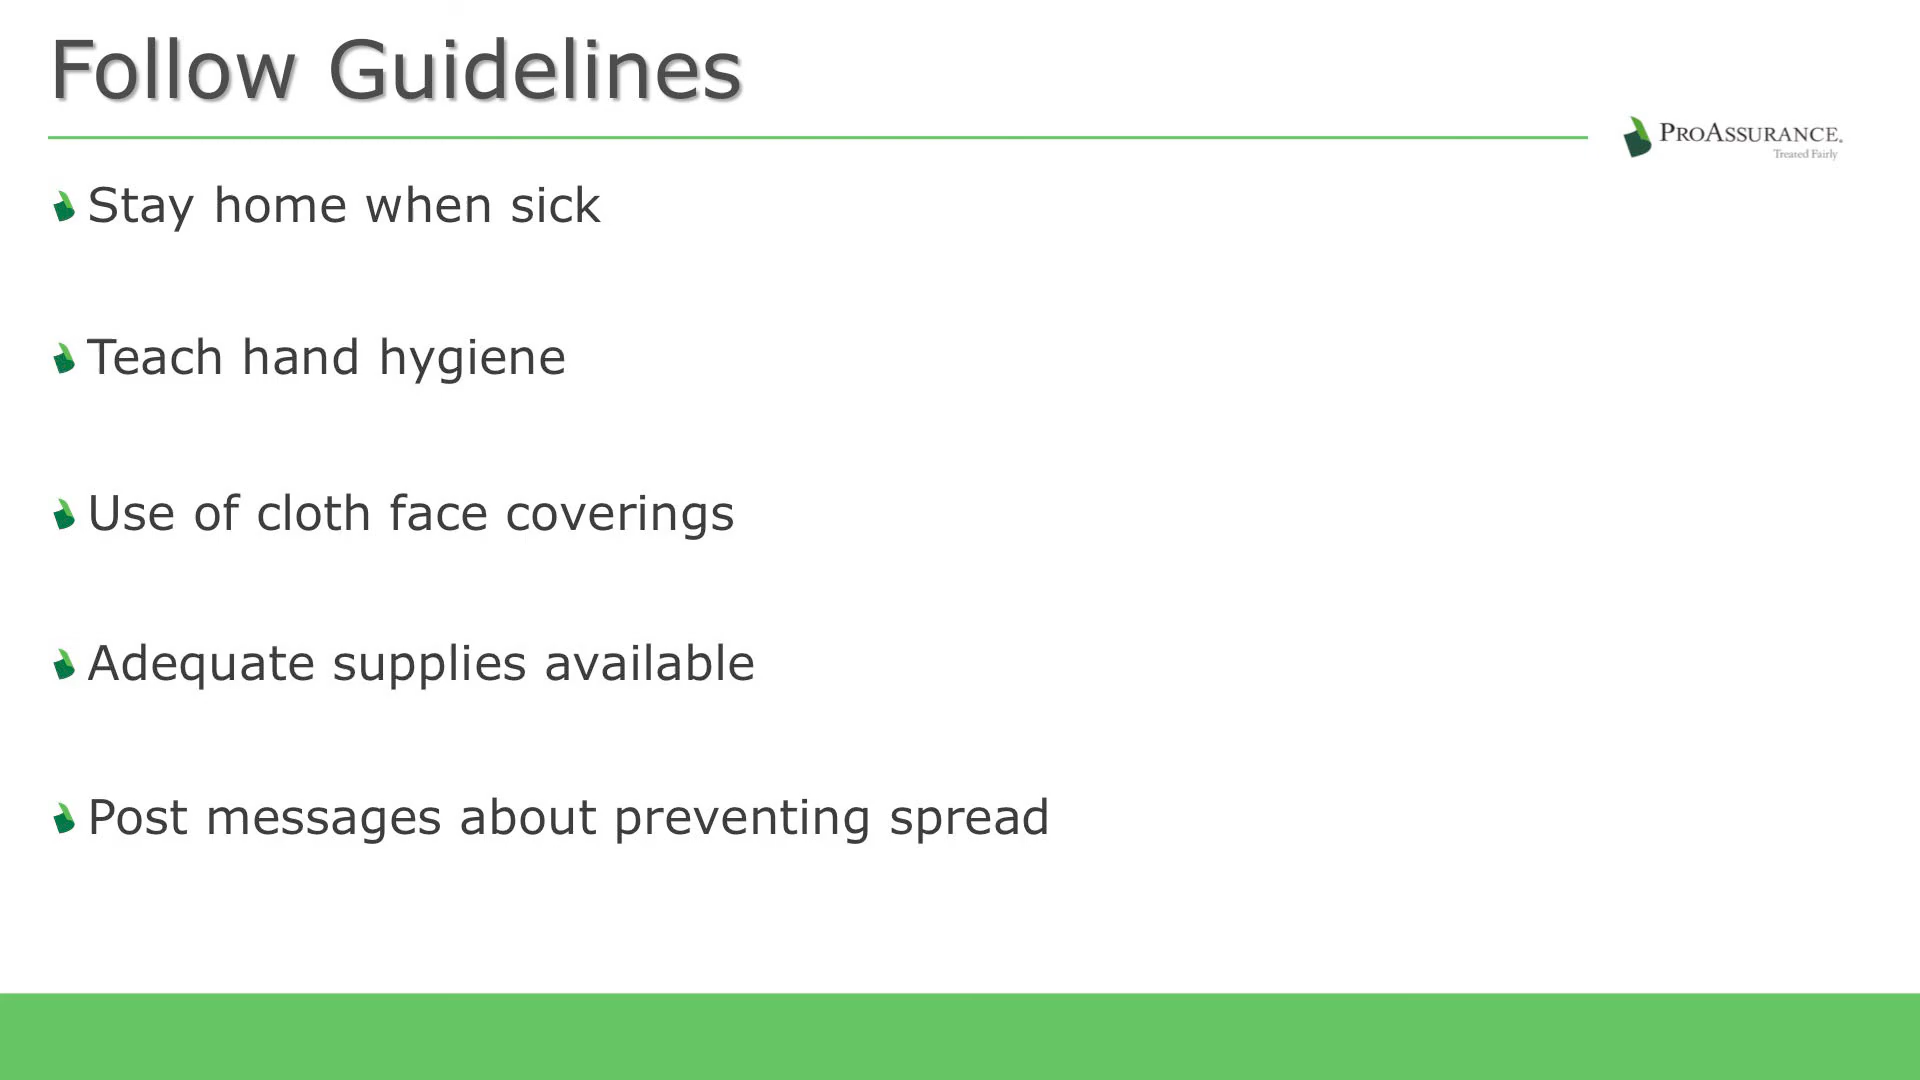 Follow Guidelines
PROASSURANCE.
Treated Fairly
Stay home when sick
Teach hand hygiene
Use of cloth face coverings
Adequate supplies available
Post messages about preventing spread